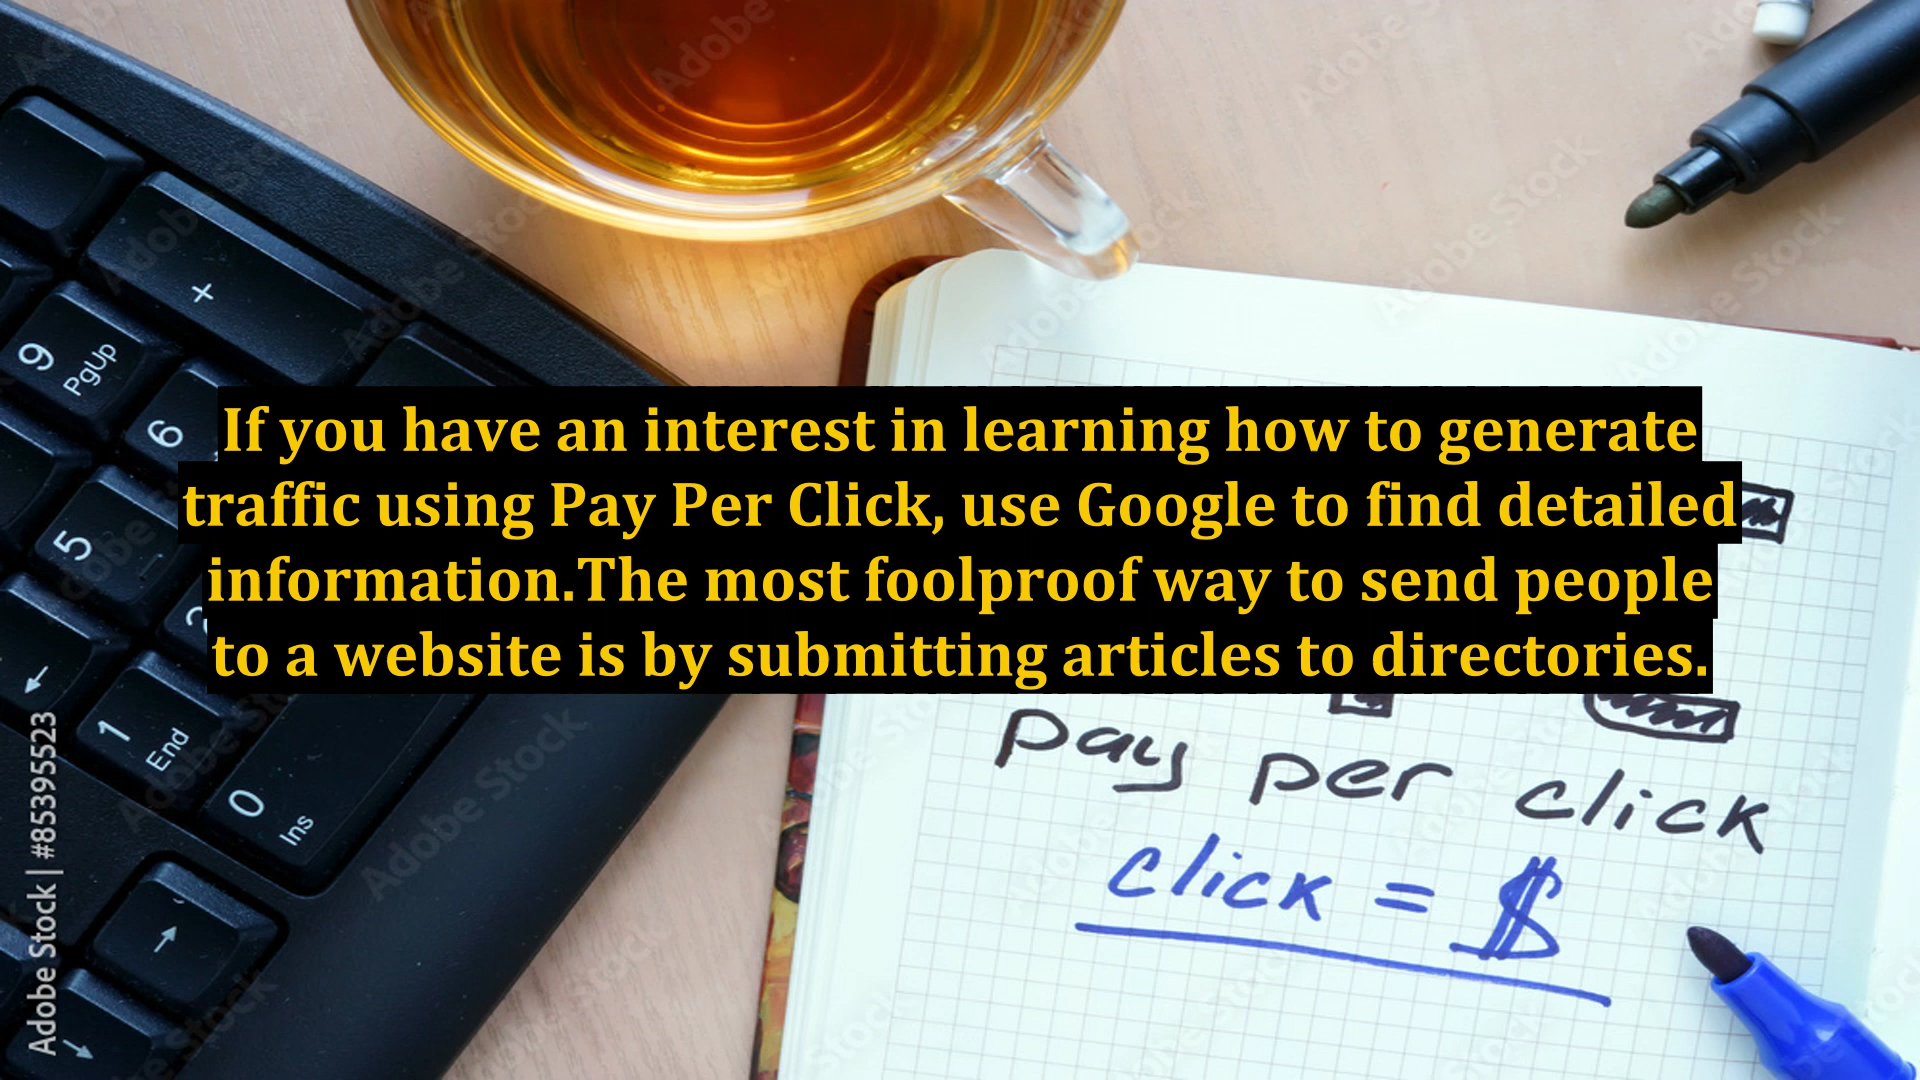 +
9
PgUp
6
5
2
1
End
0
Ins
If you have an interest in learning how to generate
traffic using Pay Per Click, use Google to find detailed
information.The most foolproof way to send people
to a website is by submitting articles to directories.
pay per click
click = $
Adobe Stock | #85395523